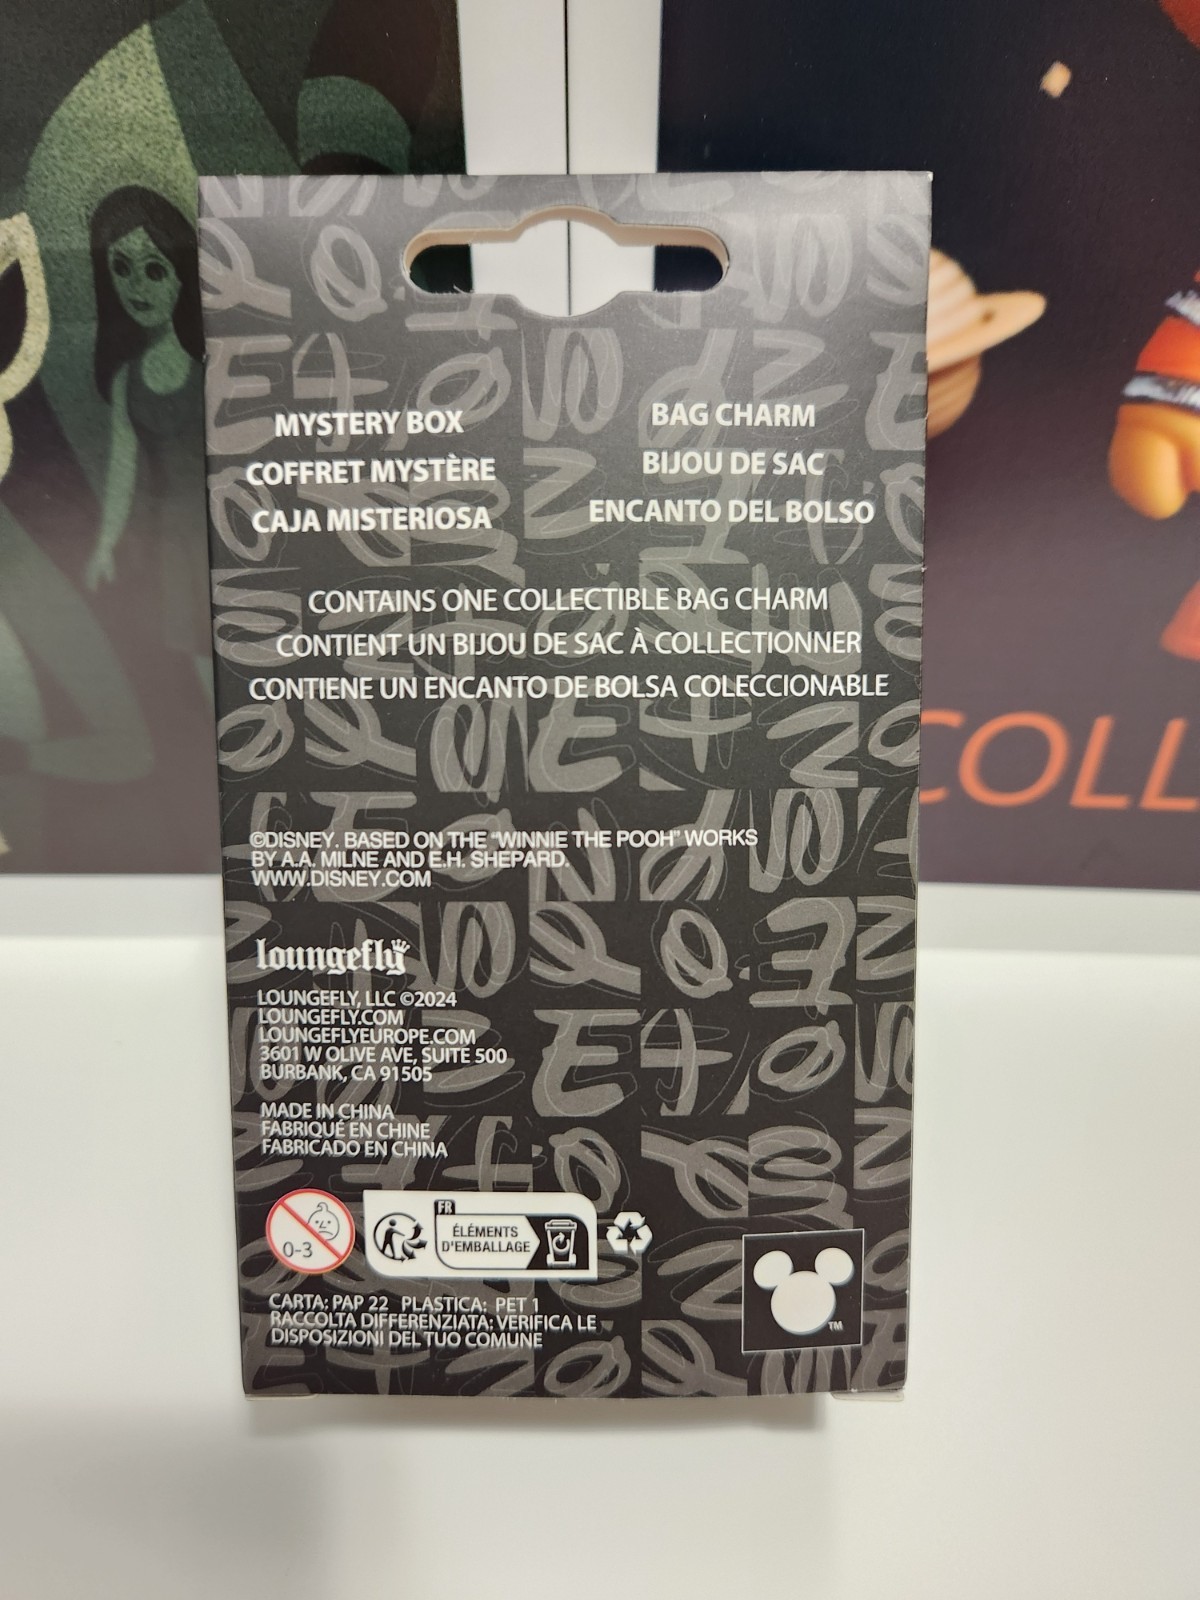 MYSTERY BOX
COFFRET MYSTÈRE
CAJA MISTERIOSA
BAG CHARM
BIJOU DE SAC
ENCANTO DEL BOLSO
CONTAINS ONE COLLECTIBLE BAG CHARM
CONTIENT UN BIJOU DE SAC À COLLECTIONNER
CONTIENE UN ENCANTO DE BOLSA COLECCIONABLE
©DISNEY. BASED ON THE "WINNIE THE POOH" WORKS
BY A.A. MILNE AND E.H. SHEPARD.
WWW.DISNEY.COM
loungefly
LOUNGEFLY, LLC ©2024
LOUNGEFLY.COM
LOUNGEFLYEUROPE.COM
3601 W OLIVE AVE, SUITE 500
BURBANK, CA 91505
MADE IN CHINA
FABRIQUÉ EN CHINE
FABRICADO EN CHINA
0-3
FR
ÉLÉMENTS
D'EMBALLAGE
CARTA: PAP 22 PLASTICA: PET 1
RACCOLTA DIFFERENZIATA: VERIFICA LE
DISPOSIZIONI DEL TUO COMUNE
TM
COLL